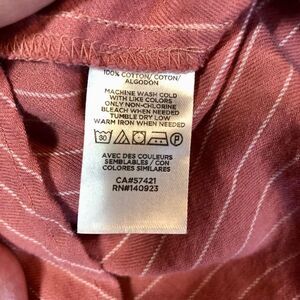 100% COTTON/ COTON/
ALGODON
MACHINE WASH COLD
WITH LIKE COLORS
ONLY NON-CHLORINE
BLEACH WHEN NEEDED
TUMBLE DRY LOW
WARM IRON WHEN NEEDED
30 P
AVEC DES COULEURS
SEMBLABLES / CON
COLORES SIMILARES
CA#57421
RN#140923